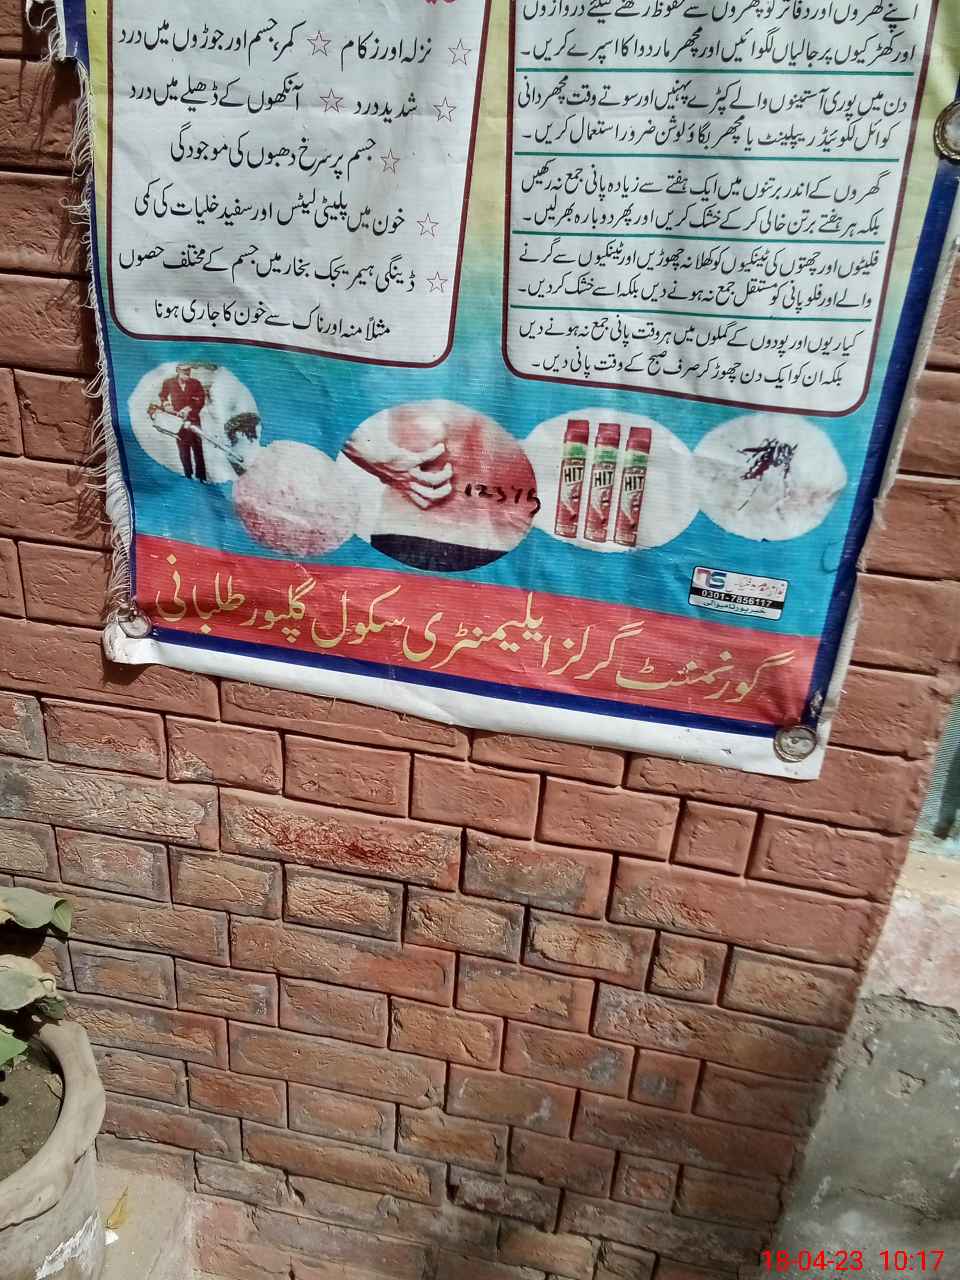 اپنے گھروں اور دفاتر کو مچھروں سے محفوظ رکھنے کیلئے دروازوں
اور کھڑکیوں پر جالیاں لگوائیں اور مچھر مار دوا کا اسپرے کریں۔
دن میں پوری آستینوں والے کپڑے پہنیں اور سوتے وقت مچھر دانی
کوائل لکوئیڈ ریپلینٹ یا مچھر بگاؤ لوشن ضرور استعمال کریں۔
گھروں کے اندر برتنوں میں ایک ہفتے سے زیادہ پانی جمع نہ رکھیں
بلکہ ہر ہفتے برتن خالی کر کے خشک کریں اور پھر دوبارہ بھر لیں۔
فلیٹوں اور چھتوں کی ٹینکیوں کو کھلا نہ چھوڑیں اور ٹینکیوں سے گرنے
والے اور فلو پانی کو مستقل جمع نہ ہونے دیں بلکہ اسے خشک کر دیں۔
کیاریوں اور پودوں کے گملوں میں ہر وقت پانی جمع نہ ہونے دیں
بلکہ ان کو ایک دن چھوڑ کر صرف صبح کے وقت پانی دیں۔
☆ نزلہ اور زکام ☆ کمر، جسم اور جوڑوں میں درد
☆ شدید درد ☆ آنکھوں کے ڈھیلے میں درد
☆ جسم پر سرخ دھبوں کی موجودگی
☆ خون میں پلیٹی لیٹس اور سفید خلیات کی کمی
☆ ڈینگی ہیمریجک بخار میں جسم کے مختلف حصوں
مثلاً منہ اور ناک سے خون کا جاری ہونا
12345
HIT HIT HIT
0301-7856117
خیرپورٹامیوالی
گورنمنٹ گرلز ایلیمنٹری سکول گلپور طلبانی
18-04-23 10:17